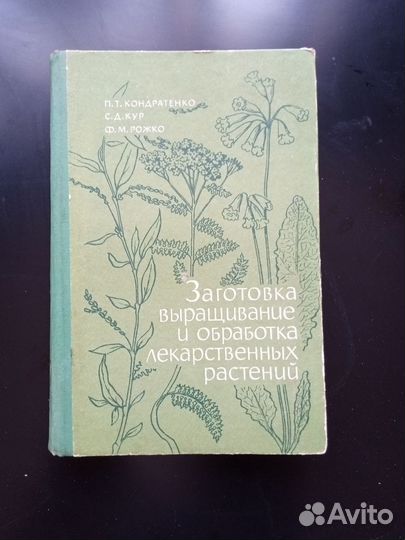 П. Т. КОНДРАТЕНКО
С. Д. КУР
Ф. М. РОЖКО
Заготовка
выращивание
и обработка
лекарственных
растений
Avito